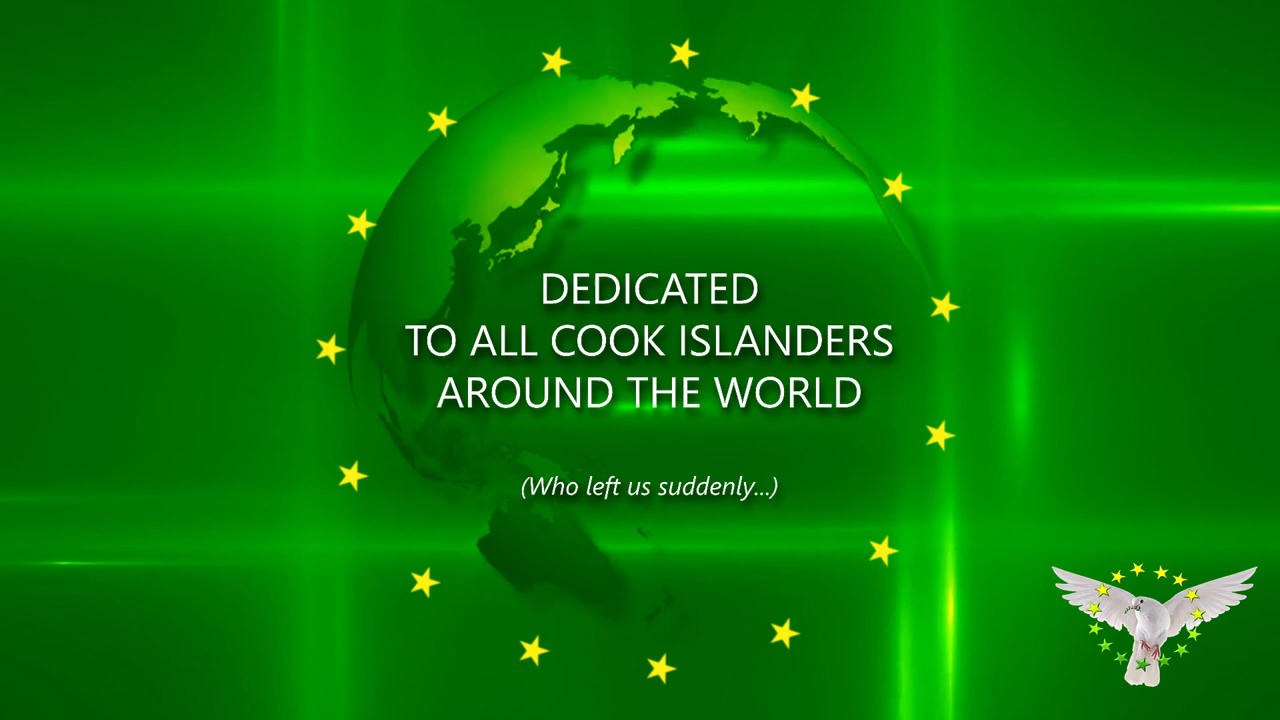 DEDICATED
TO ALL COOK ISLANDERS
AROUND THE WORLD
(Who left us suddenly...)